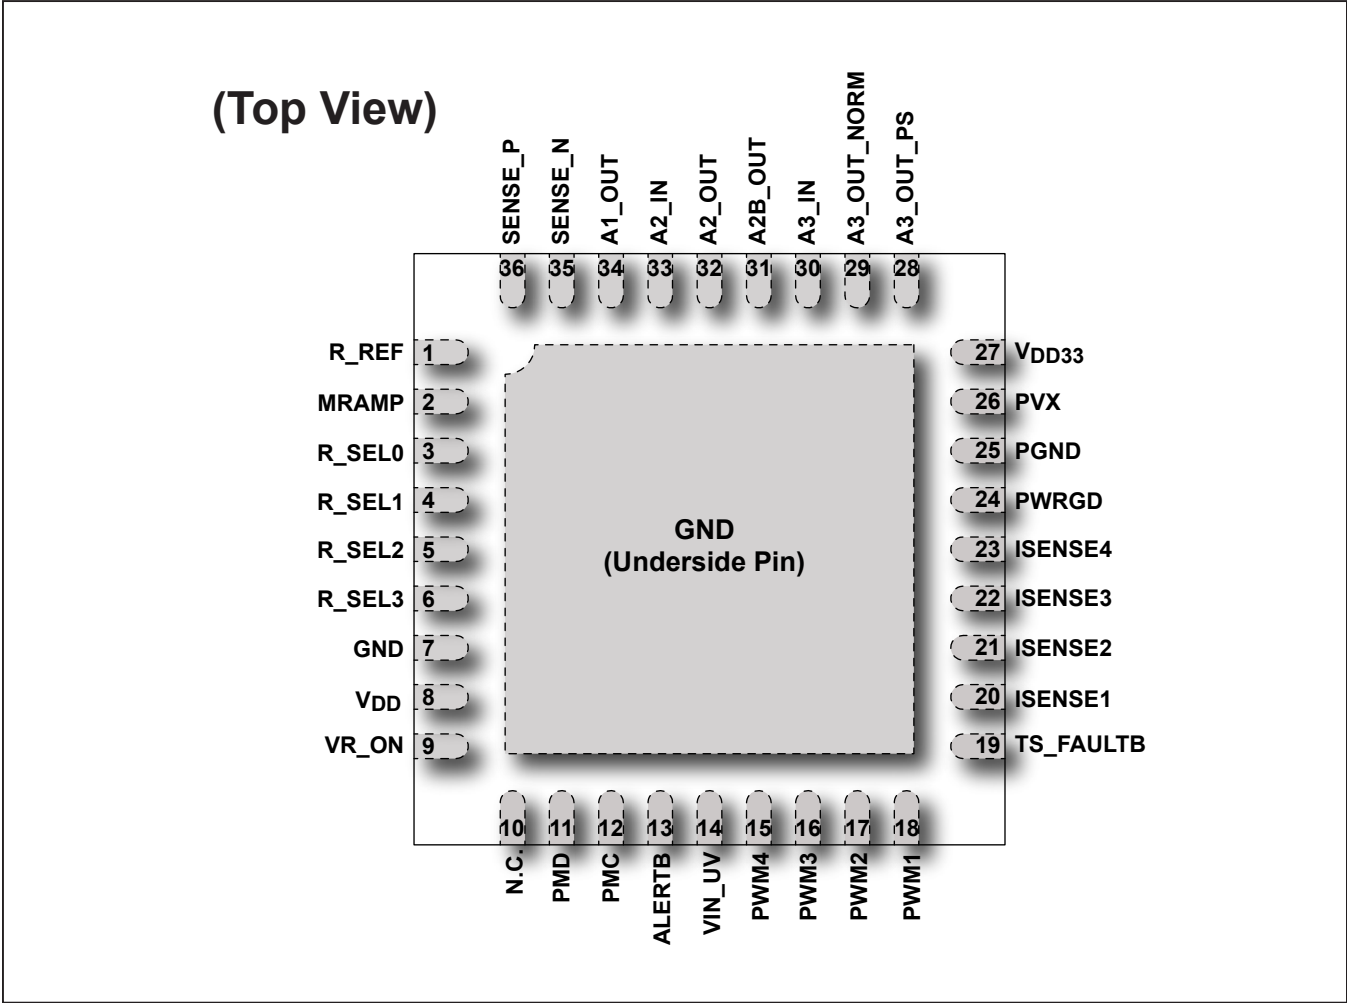 (Top View)
SENSE_P
SENSE_N
A1_OUT
A2_IN
A2_OUT
A2B_OUT
A3_IN
A3_OUT_NORM
A3_OUT_PS
36 35 34 33 32 31 30 29 28
R_REF 1
MRAMP 2
R_SEL0 3
R_SEL1 4
R_SEL2 5
R_SEL3 6
GND 7
VDD 8
VR_ON 9
GND
(Underside Pin)
27 VDD33
26 PVX
25 PGND
24 PWRGD
23 ISENSE4
22 ISENSE3
21 ISENSE2
20 ISENSE1
19 TS_FAULTB
10 11 12 13 14 15 16 17 18
N.C.
PMD
PMC
ALERTB
VIN_UV
PWM4
PWM3
PWM2
PWM1